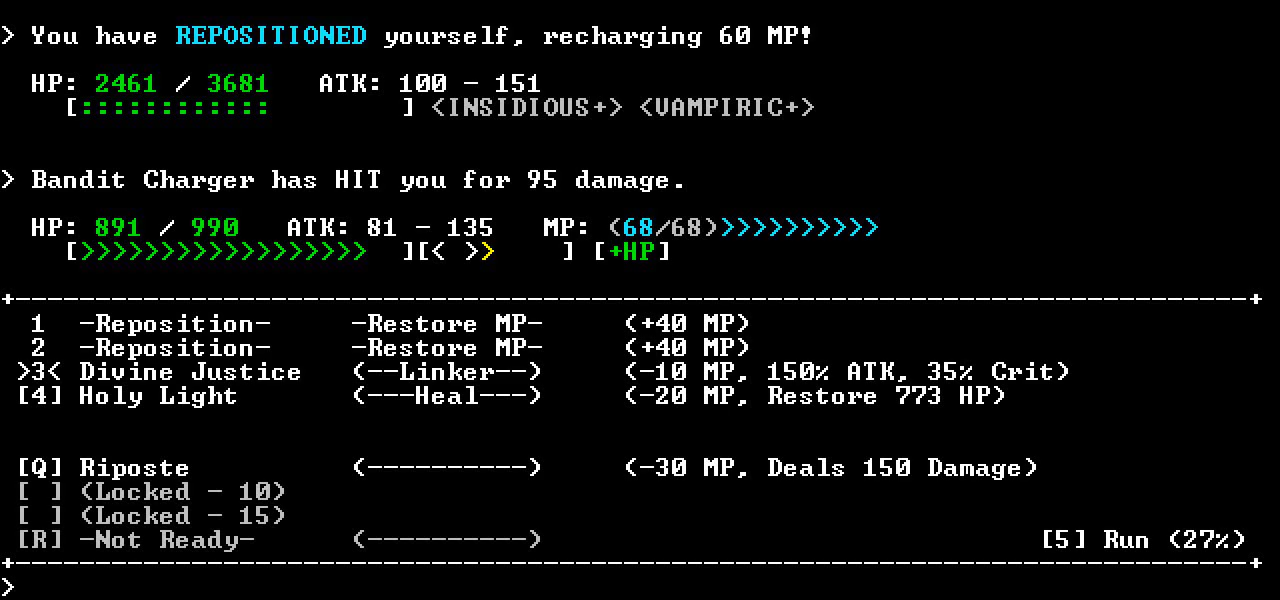 > You have REPOSITIONED yourself, recharging 60 MP!
HP: 2461 / 3681   ATK: 100 - 151
[::::::::::::        ] <INSIDIOUS+> <VAMPIRIC+>
> Bandit Charger has HIT you for 95 damage.
HP: 891 / 990   ATK: 81 - 135   MP: (68/68)>>>>>>>>>>
[>>>>>>>>>>>>>>>>>>  ][< >>    ] [+HP]
+-----------------------------------------------------------------------------+
1  -Reposition-     -Restore MP-     (+40 MP)
2  -Reposition-     -Restore MP-     (+40 MP)
>3< Divine Justice   (--Linker--)     (-10 MP, 150% ATK, 35% Crit)
[4] Holy Light       (---Heal---)     (-20 MP, Restore 773 HP)
[Q] Riposte          (----------)     (-30 MP, Deals 150 Damage)
[ ] (Locked - 10)
[ ] (Locked - 15)
[R] -Not Ready-      (----------)                               [5] Run (27%)
+-----------------------------------------------------------------------------+
>